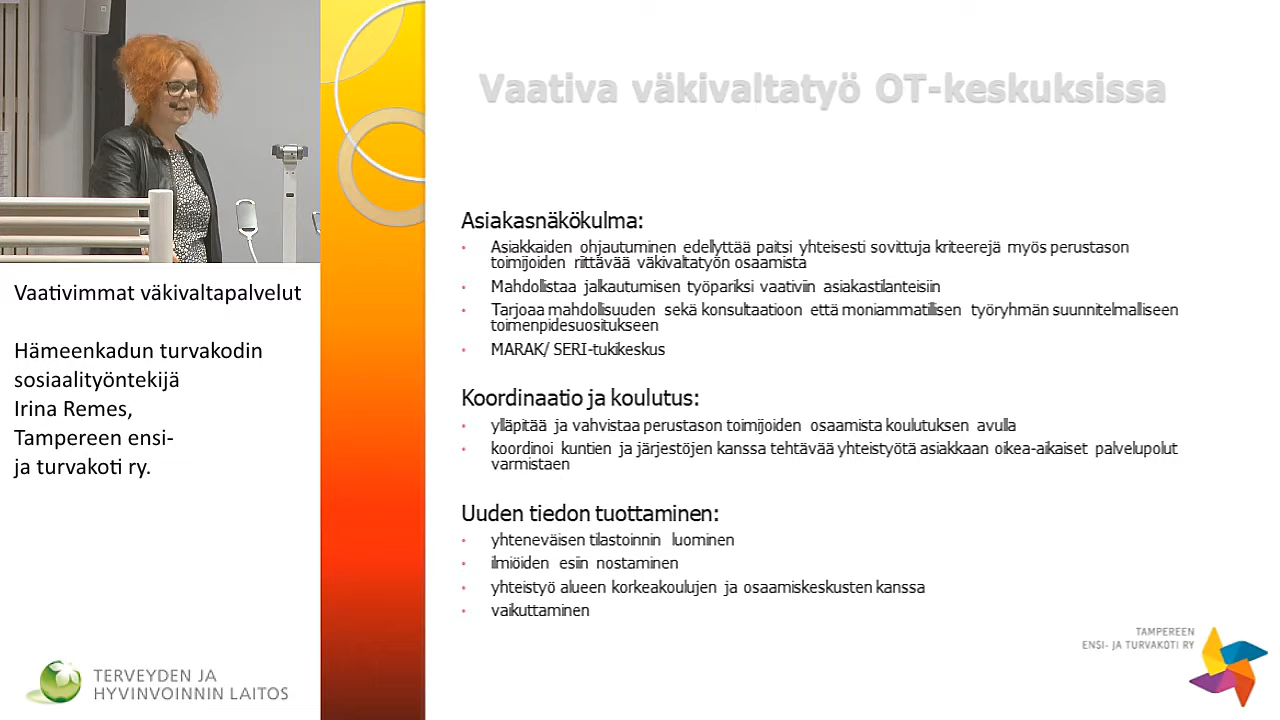 Vaativimmat väkivaltapalvelut
Hämeenkadun turvakodin
sosiaalityöntekijä
Irina Remes,
Tampereen ensi-
ja turvakoti ry.
TERVEYDEN JA
HYVINVOINNIN LAITOS
Vaativa väkivaltatyö OT-keskuksissa
Asiakasnäkökulma:
• Asiakkaiden ohjautuminen edellyttää paitsi yhteisesti sovittuja kriteerejä myös perustason
toimijoiden riittävää väkivaltatyön osaamista
• Mahdollistaa jalkautumisen työpariksi vaativiin asiakastilanteisiin
• Tarjoaa mahdollisuuden sekä konsultaatioon että moniammatillisen työryhmän suunnitelmalliseen
toimenpidesuositukseen
• MARAK/ SERI-tukikeskus
Koordinaatio ja koulutus:
• ylläpitää ja vahvistaa perustason toimijoiden osaamista koulutuksen avulla
• koordinoi kuntien ja järjestöjen kanssa tehtävää yhteistyötä asiakkaan oikea-aikaiset palvelupolut
varmistaen
Uuden tiedon tuottaminen:
• yhteneväisen tilastoinnin luominen
• ilmiöiden esiin nostaminen
• yhteistyö alueen korkeakoulujen ja osaamiskeskusten kanssa
• vaikuttaminen
TAMPEREEN
ENSI- JA TURVAKOTI RY